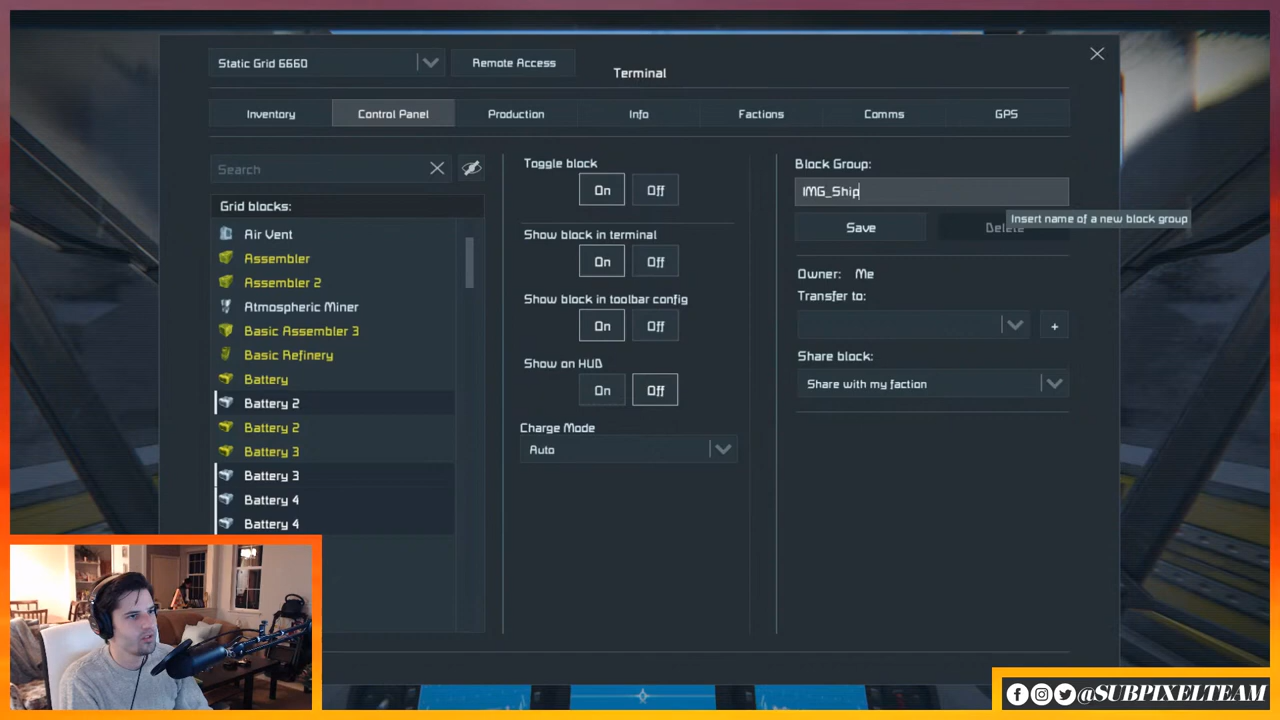 Static Grid 6660
Remote Access
Terminal
Inventory
Control Panel
Production
Info
Factions
Comms
GPS
Search
Grid blocks:
Air Vent
Assembler
Assembler 2
Atmospheric Miner
Basic Assembler 3
Basic Refinery
Battery
Battery 2
Battery 2
Battery 3
Battery 3
Battery 4
Battery 4
Toggle block
On Off
Show block in terminal
On Off
Show block in toolbar config
On Off
Show on HUD
On Off
Charge Mode
Auto
Block Group:
IMG_Ship
Insert name of a new block group
Save
Delete
Owner: Me
Transfer to:
+
Share block:
Share with my faction
@SUBPIXELTEAM